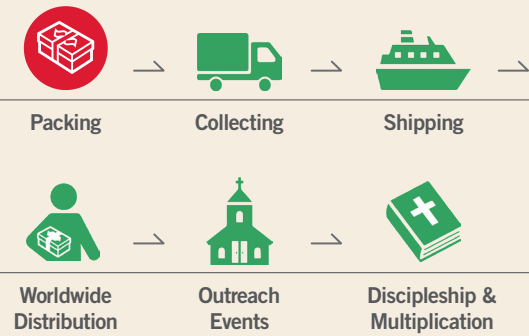 Packing
Collecting
Shipping
Worldwide
Distribution
Outreach
Events
Discipleship &
Multiplication